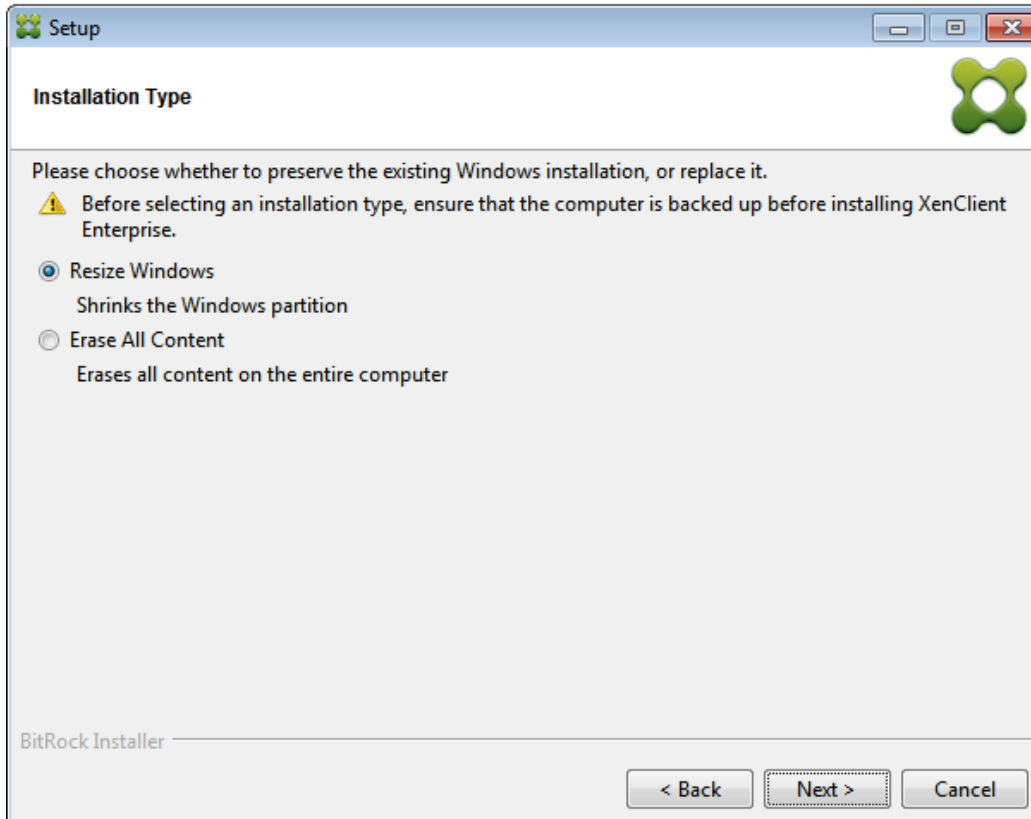 Setup
Installation Type
Please choose whether to preserve the existing Windows installation, or replace it.
Before selecting an installation type, ensure that the computer is backed up before installing XenClient
Enterprise.
Resize Windows
Shrinks the Windows partition
Erase All Content
Erases all content on the entire computer
BitRock Installer
< Back Next > Cancel